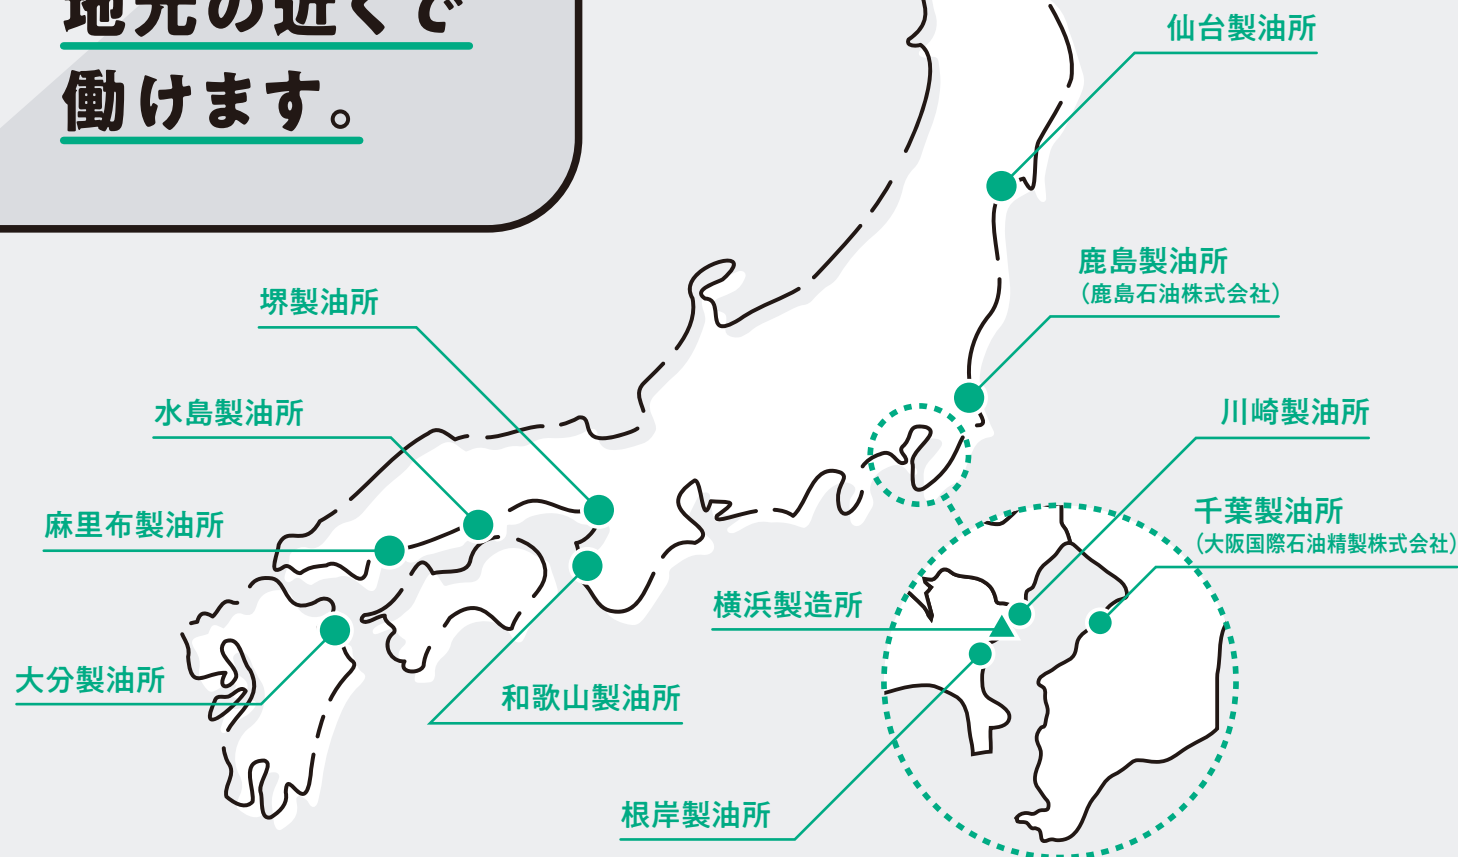 地元の近くで
働けます。
仙台製油所
鹿島製油所
（鹿島石油株式会社）
堺製油所
水島製油所
川崎製油所
麻里布製油所
千葉製油所
（大阪国際石油精製株式会社）
横浜製造所
大分製油所
和歌山製油所
根岸製油所